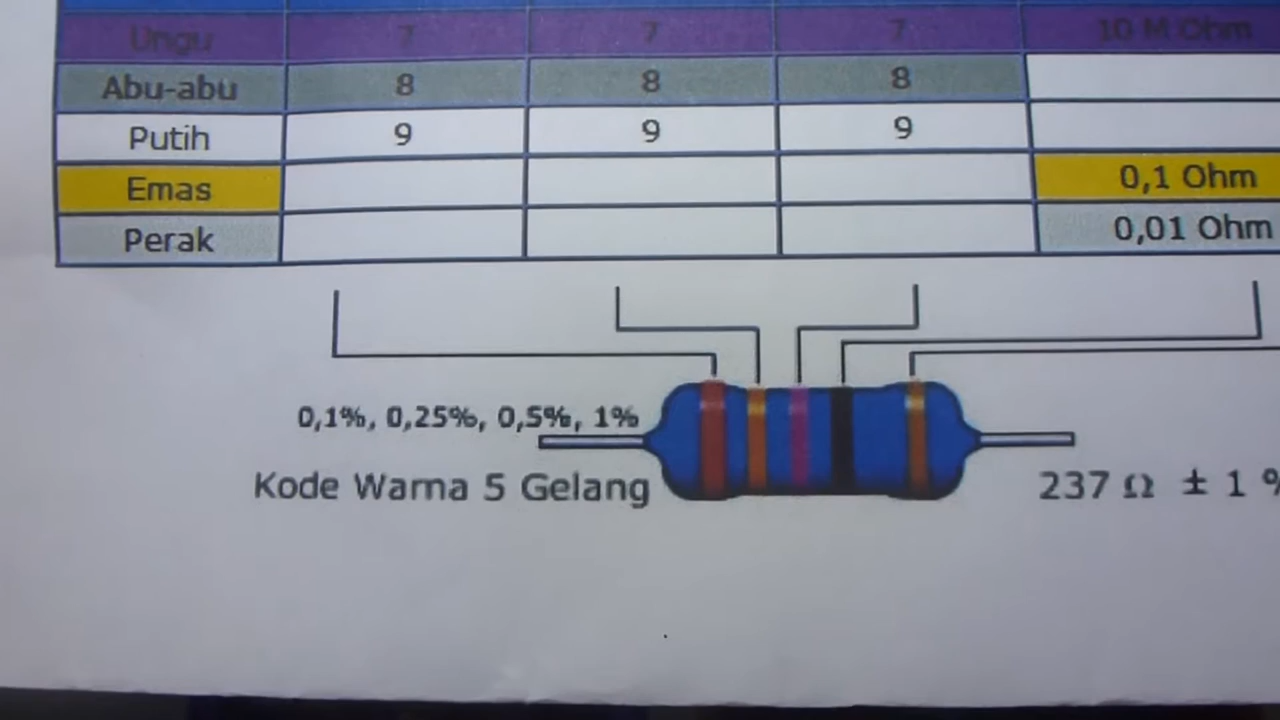 Ungu 7 7 7 10 M Ohm
Abu-abu 8 8 8
Putih 9 9 9
Emas 0,1 Ohm
Perak 0,01 Ohm
0,1%, 0,25%, 0,5%, 1%
Kode Warna 5 Gelang
237 Ω ± 1 %